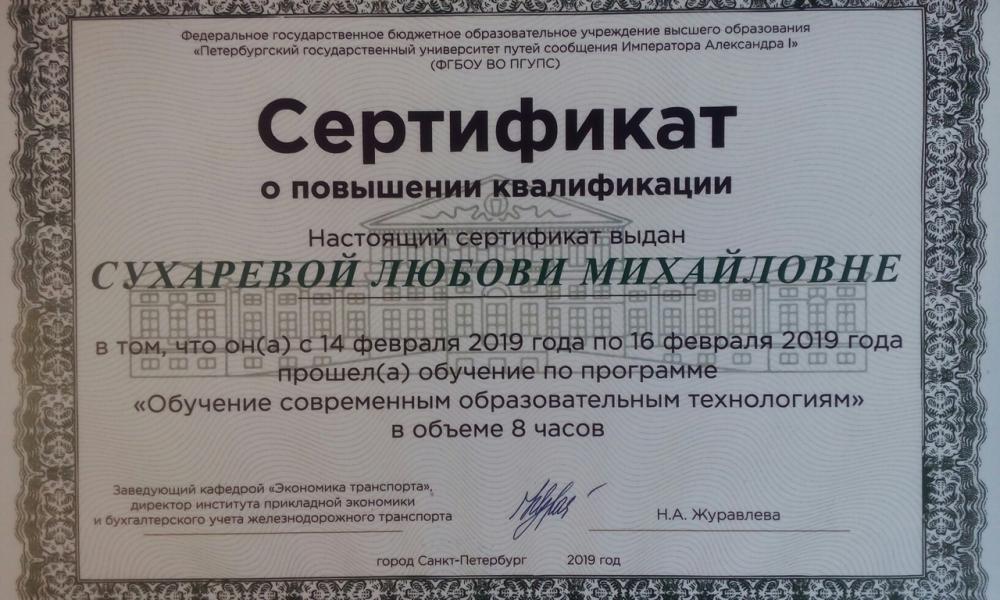 Федеральное государственное бюджетное образовательное учреждение высшего образования
«Петербургский государственный университет путей сообщения Императора Александра I»
(ФГБОУ ВО ПГУПС)
Сертификат
о повышении квалификации
Настоящий сертификат выдан
СУХАРЕВОЙ ЛЮБОВИ МИХАЙЛОВНЕ
в том, что он(а) с 14 февраля 2019 года по 16 февраля 2019 года
прошел(а) обучение по программе
«Обучение современным образовательным технологиям»
в объеме 8 часов
Заведующий кафедрой «Экономика транспорта»,
директор института прикладной экономики
и бухгалтерского учета железнодорожного транспорта
Н.А. Журавлева
город Санкт-Петербург 2019 год